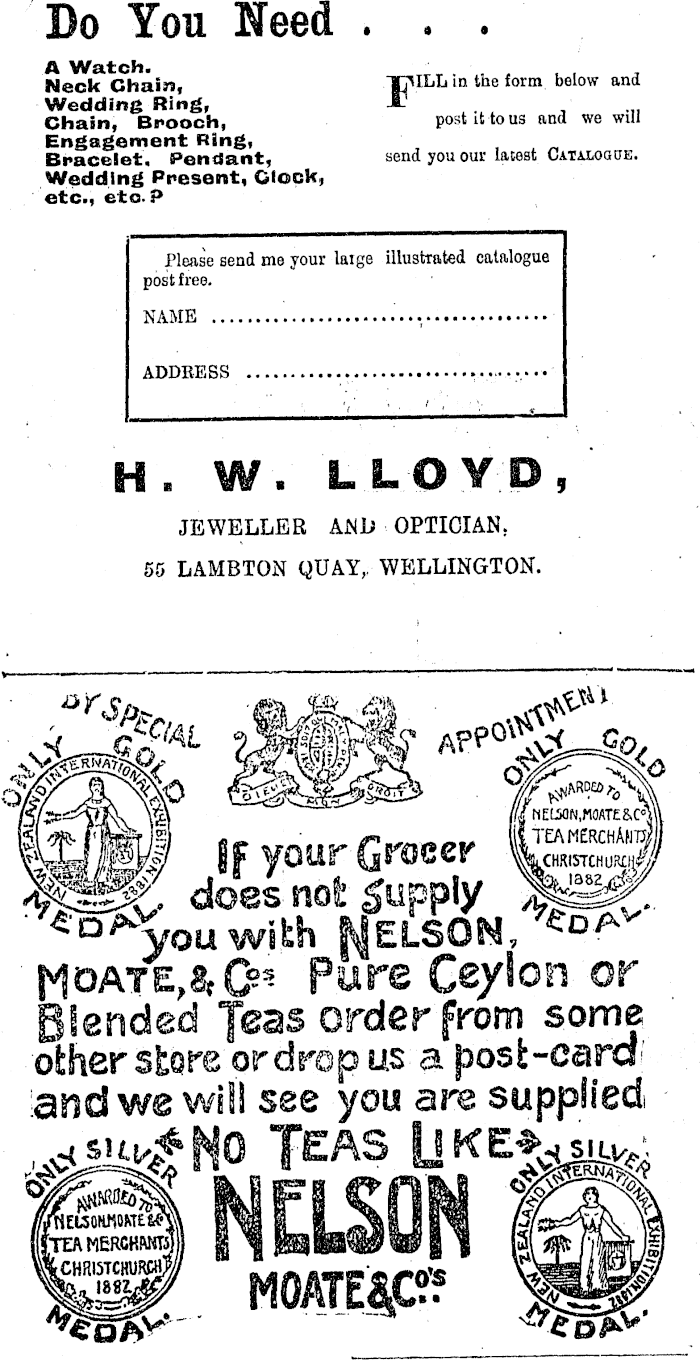 Do You Need . . .
A Watch.
Neck Chain,
Wedding Ring,
Chain, Brooch,
Engagement Ring,
Bracelet. Pendant,
Wedding Present, Clock,
etc., etc.?
FILL in the form below and
post it to us and we will
send you our latest CATALOGUE.
Please send me your large illustrated catalogue
post free.
NAME ......................................
ADDRESS ..................................
H. W. LLOYD,
JEWELLER AND OPTICIAN,
55 LAMBTON QUAY, WELLINGTON.
BY SPECIAL
APPOINTMENT
ONLY GOLD
NEW ZEALAND INTERNATIONAL EXHIBITION 1882
MEDAL.
DIEU ET MON DROIT
ONLY GOLD
AWARDED TO
NELSON, MOATE & Co
TEA MERCHANTS
CHRISTCHURCH
1882
MEDAL.
If your Grocer
does not supply
you with NELSON,
MOATE, & Cos Pure Ceylon or
Blended Teas order from some
other store or drop us a post-card
and we will see you are supplied
NO TEAS LIKE
NELSON
MOATE & Co's.
ONLY SILVER
AWARDED TO
NELSON MOATE & Co
TEA MERCHANTS
CHRISTCHURCH
1882
MEDAL.
ONLY SILVER
NEW ZEALAND INTERNATIONAL EXHIBITION 1882
MEDAL.